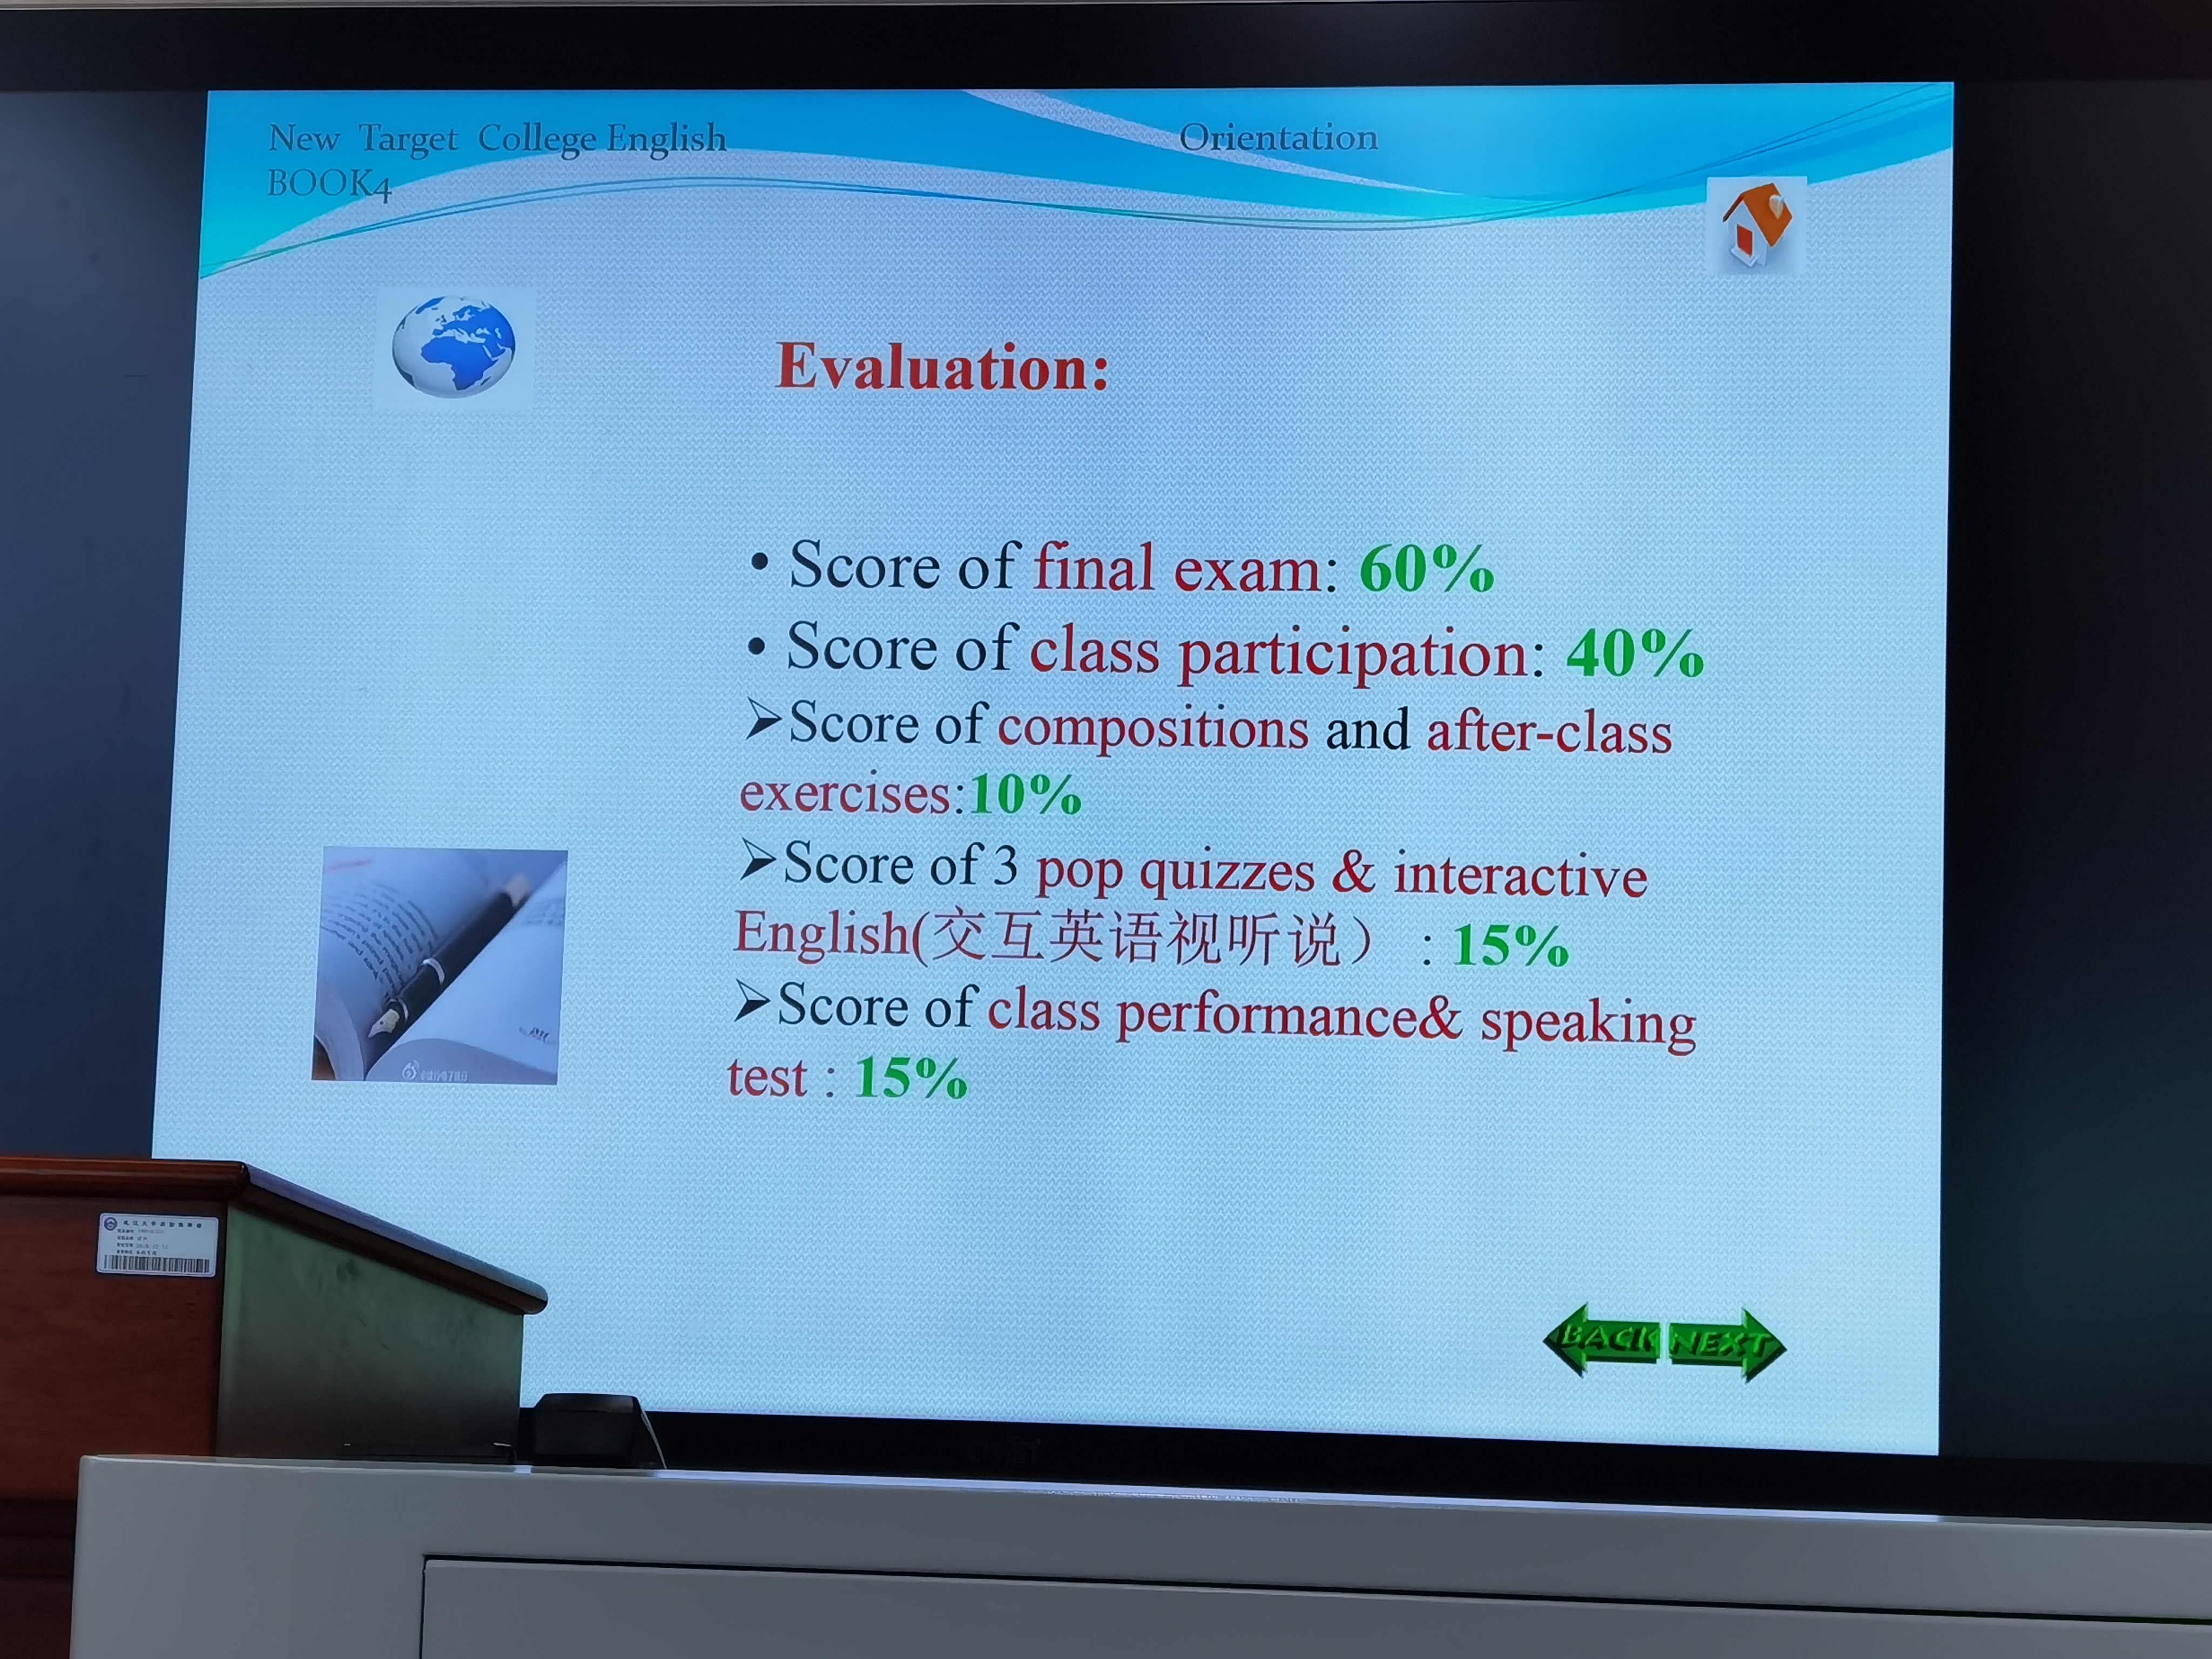 New Target College English
Orientation
BOOK4
Evaluation:
• Score of final exam: 60%
• Score of class participation: 40%
➢Score of compositions and after-class
exercises:10%
➢Score of 3 pop quizzes & interactive
English(交互英语视听说） : 15%
➢Score of class performance& speaking
test : 15%
BACK NEXT